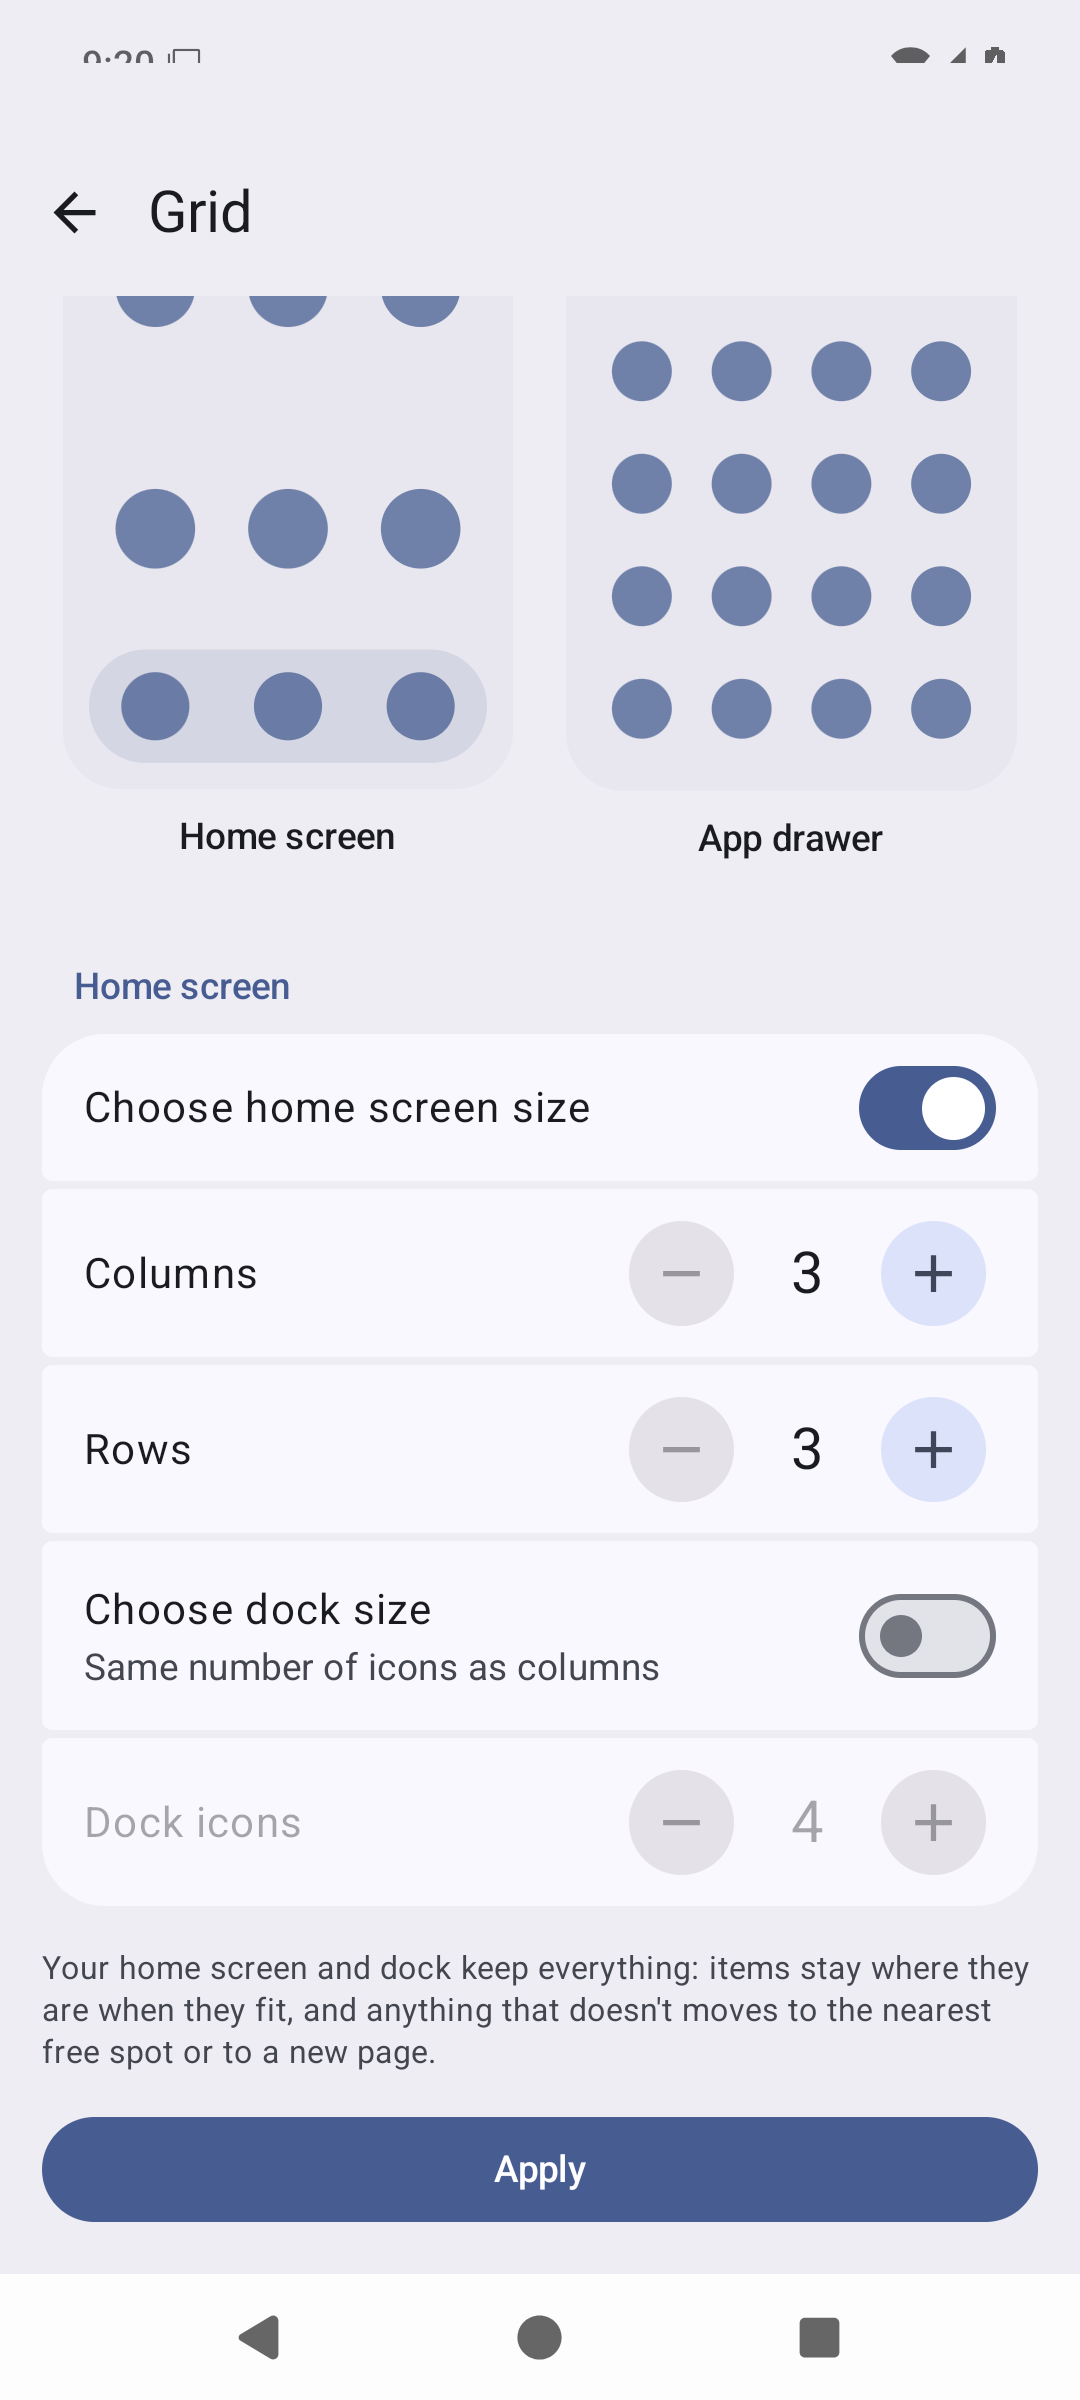 Grid
Home screen
App drawer
Home screen
Choose home screen size
Columns
3
Rows
3
Choose dock size
Same number of icons as columns
Dock icons
4
Your home screen and dock keep everything: items stay where they
are when they fit, and anything that doesn't moves to the nearest
free spot or to a new page.
Apply